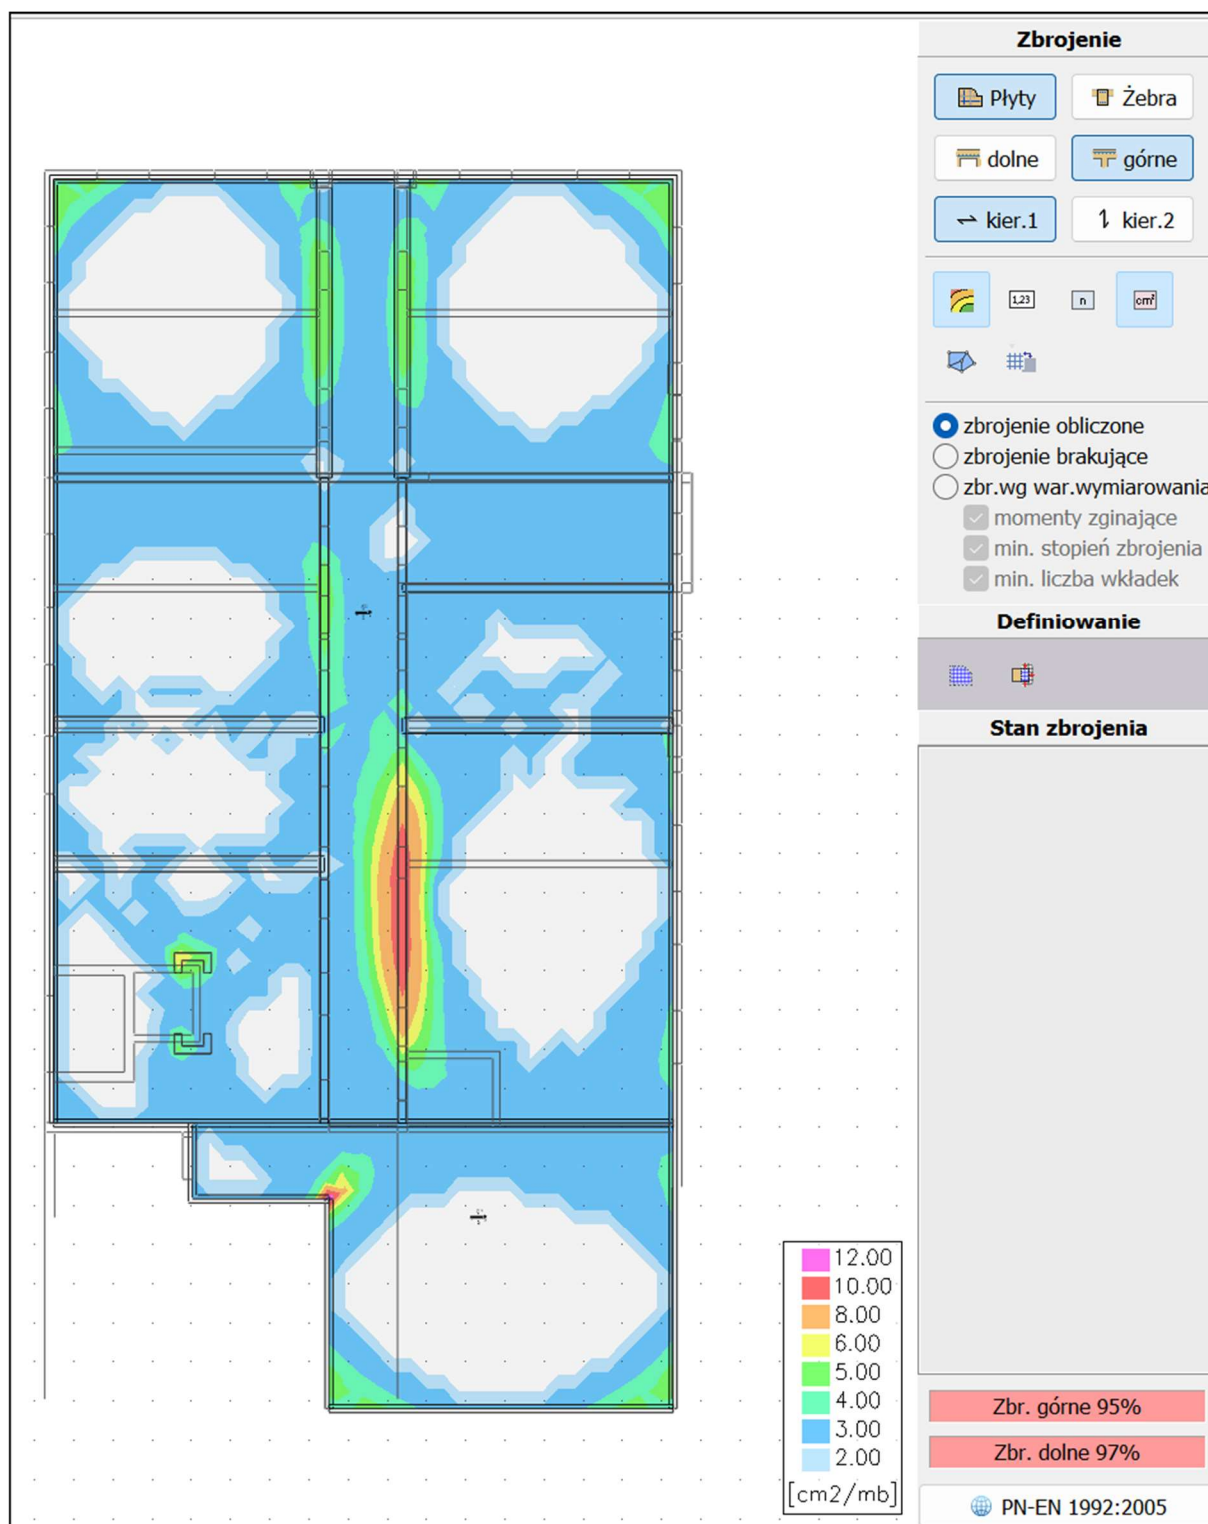 Zbrojenie
Płyty
Żebra
dolne
górne
kier.1
kier.2
1,23
n
cm²
zbrojenie obliczone
zbrojenie brakujące
zbr.wg war.wymiarowania
momenty zginające
min. stopień zbrojenia
min. liczba wkładek
Definiowanie
Stan zbrojenia
12.00
10.00
8.00
6.00
5.00
4.00
3.00
2.00
[cm2/mb]
Zbr. górne 95%
Zbr. dolne 97%
PN-EN 1992:2005